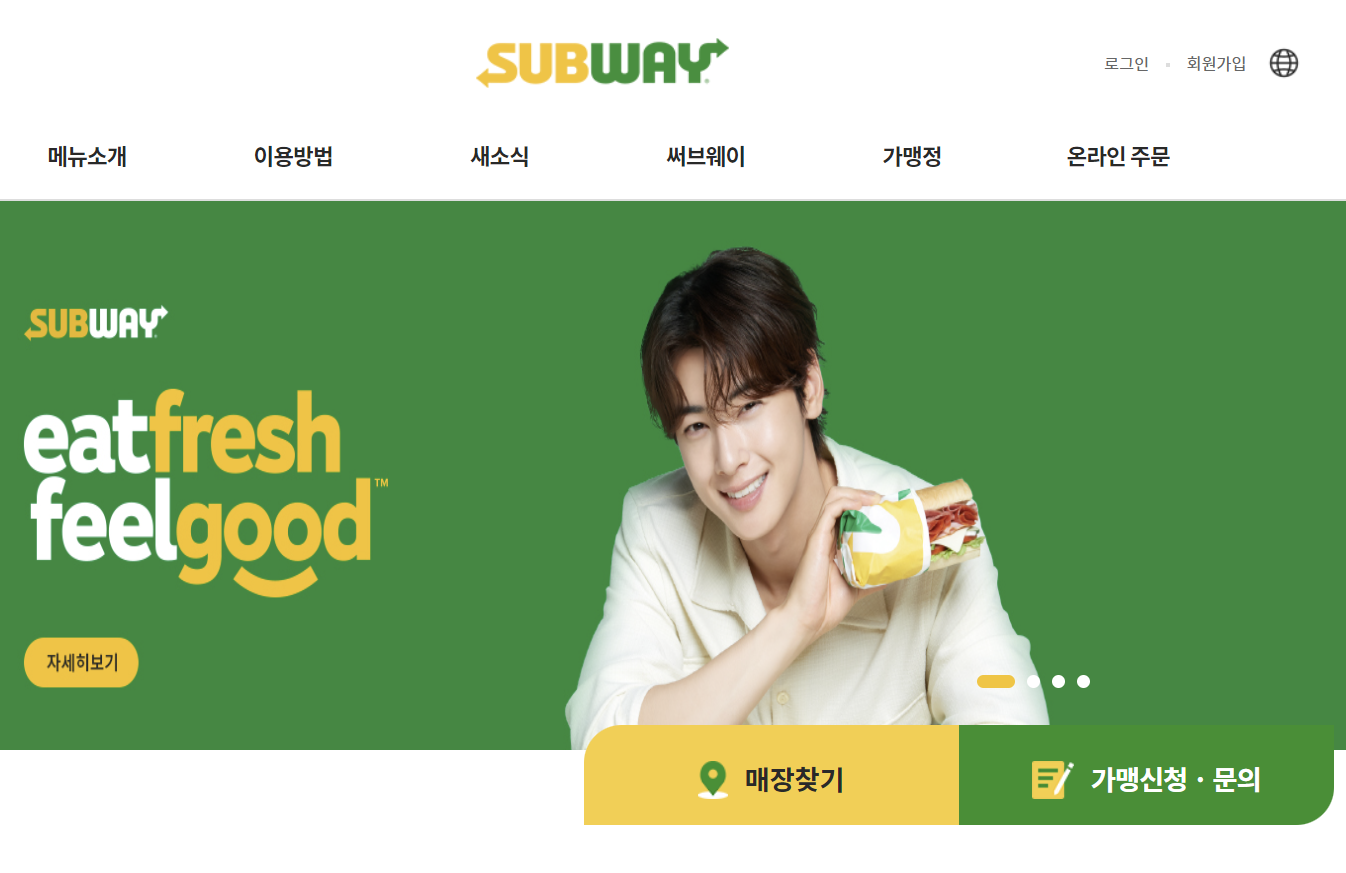 SUBWAY
로그인 회원가입
메뉴소개 이용방법 새소식 써브웨이 가맹정 온라인 주문
SUBWAY
eatfresh
feelgood™
자세히보기
매장찾기 가맹신청 · 문의